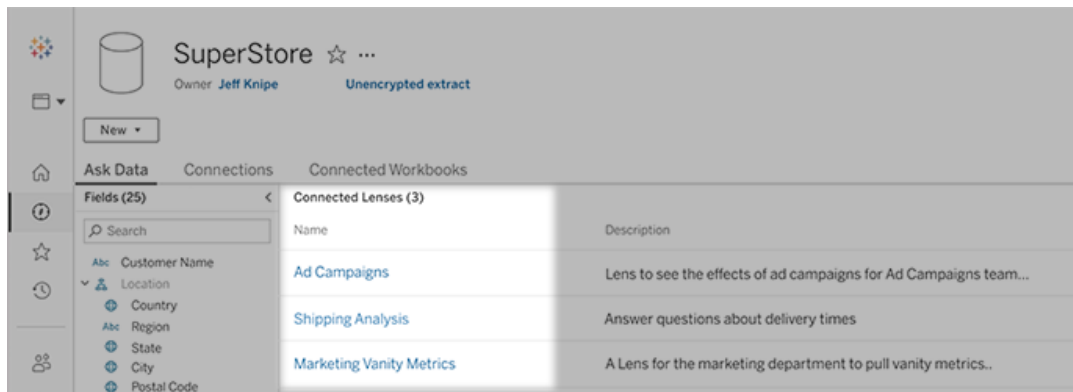 SuperStore ...
Owner Jeff Knipe Unencrypted extract
New
Ask Data Connections Connected Workbooks
Fields (25)
Search
Abc Customer Name
Location
Country
Abc Region
State
City
Postal Code
Connected Lenses (3)
Name Description
Ad Campaigns Lens to see the effects of ad campaigns for Ad Campaigns team...
Shipping Analysis Answer questions about delivery times
Marketing Vanity Metrics A Lens for the marketing department to pull vanity metrics..